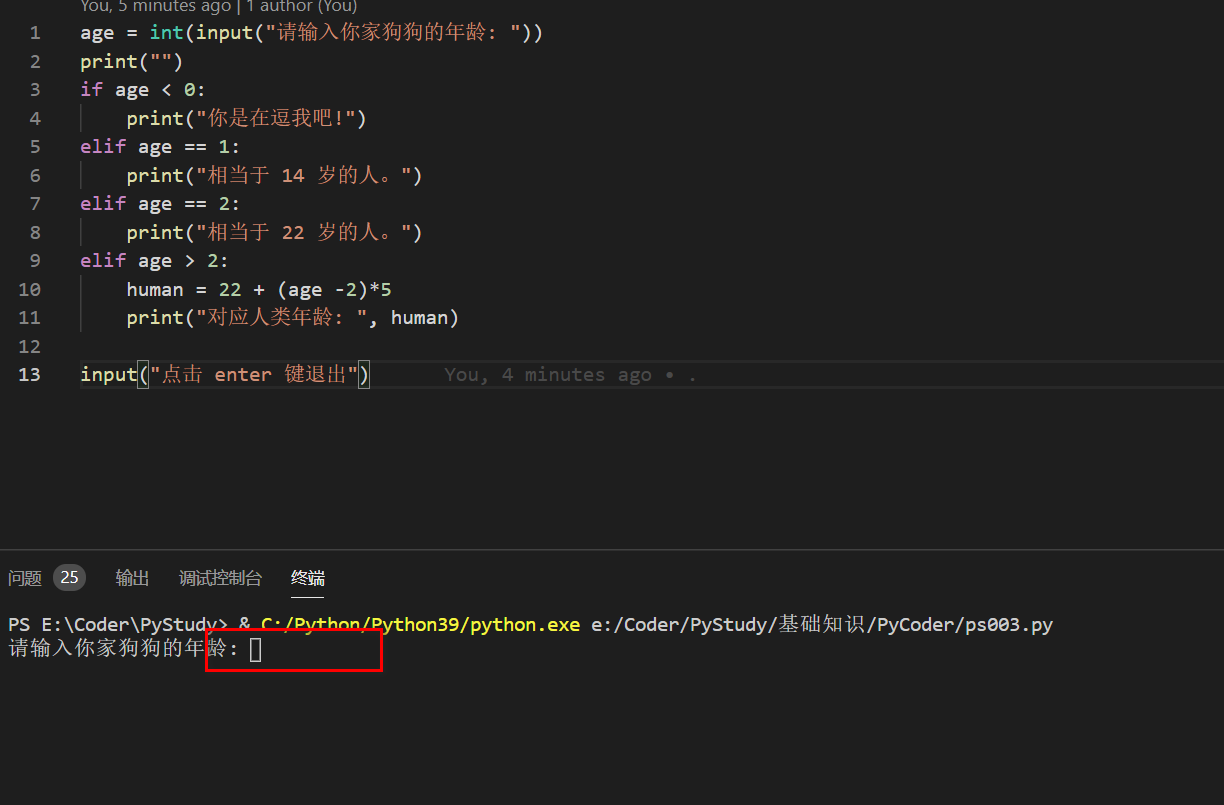 You, 5 minutes ago | 1 author (You)
1 age = int(input("请输入你家狗狗的年龄: "))
2 print("")
3 if age < 0:
4     print("你是在逗我吧!")
5 elif age == 1:
6     print("相当于 14 岁的人。")
7 elif age == 2:
8     print("相当于 22 岁的人。")
9 elif age > 2:
10     human = 22 + (age -2)*5
11     print("对应人类年龄: ", human)
12
13 input("点击 enter 键退出") You, 4 minutes ago • .
问题 25 输出 调试控制台 终端
PS E:\Coder\PyStudy> & C:/Python/Python39/python.exe e:/Coder/PyStudy/基础知识/PyCoder/ps003.py
请输入你家狗狗的年龄: